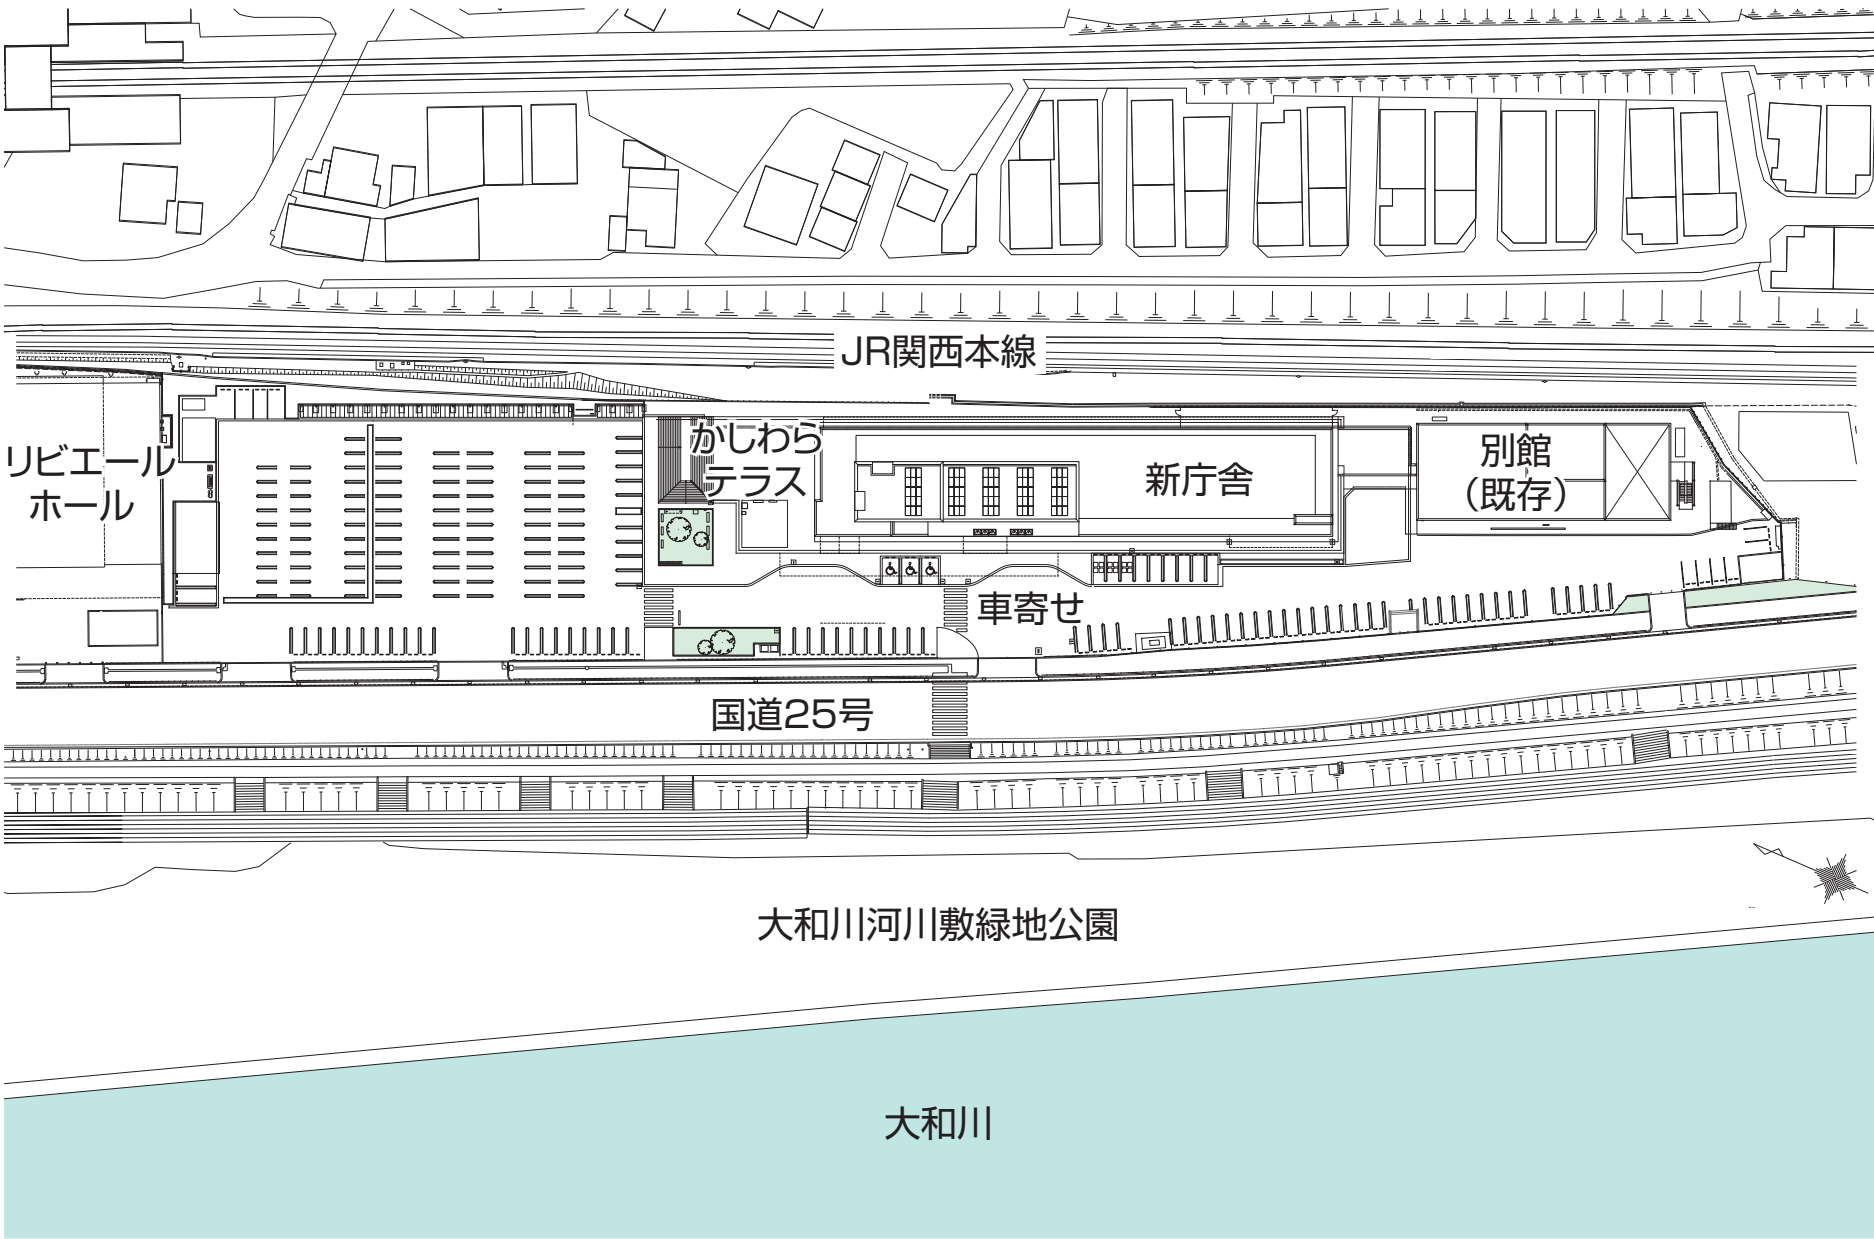 JR関西本線
リビエール
ホール
かしわら
テラス
新庁舎
別館
（既存）
車寄せ
国道25号
大和川河川敷緑地公園
大和川